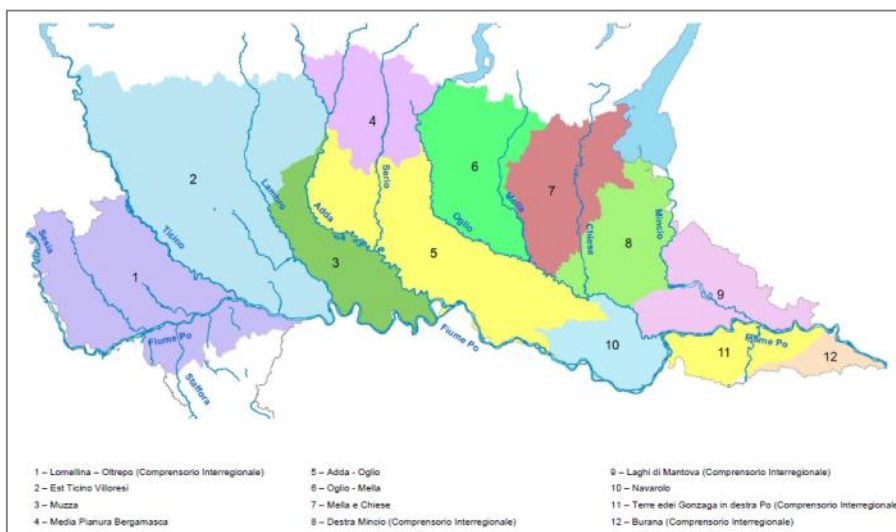 4
2
6
7
Lambro
Serio
Adda
Mella
Oglio
Mincio
Ticino
Sesia
Chiese
8
5
3
1
9
Fiume Po
Fiume Po
Fiume Po
10
11
12
Staffora
1 – Lomellina – Oltrepo (Comprensorio Interregionale)
2 – Est Ticino Villoresi
3 – Muzza
4 – Media Pianura Bergamasca
5 – Adda - Oglio
6 – Oglio - Mella
7 – Mella e Chiese
8 – Destra Mincio (Comprensorio Interregionale)
9 – Laghi di Mantova (Comprensorio Interregionale)
10 – Navarolo
11 – Terre edei Gonzaga in destra Po (Comprensorio Interregionale
12 – Burana (Comprensorio Interregionale)